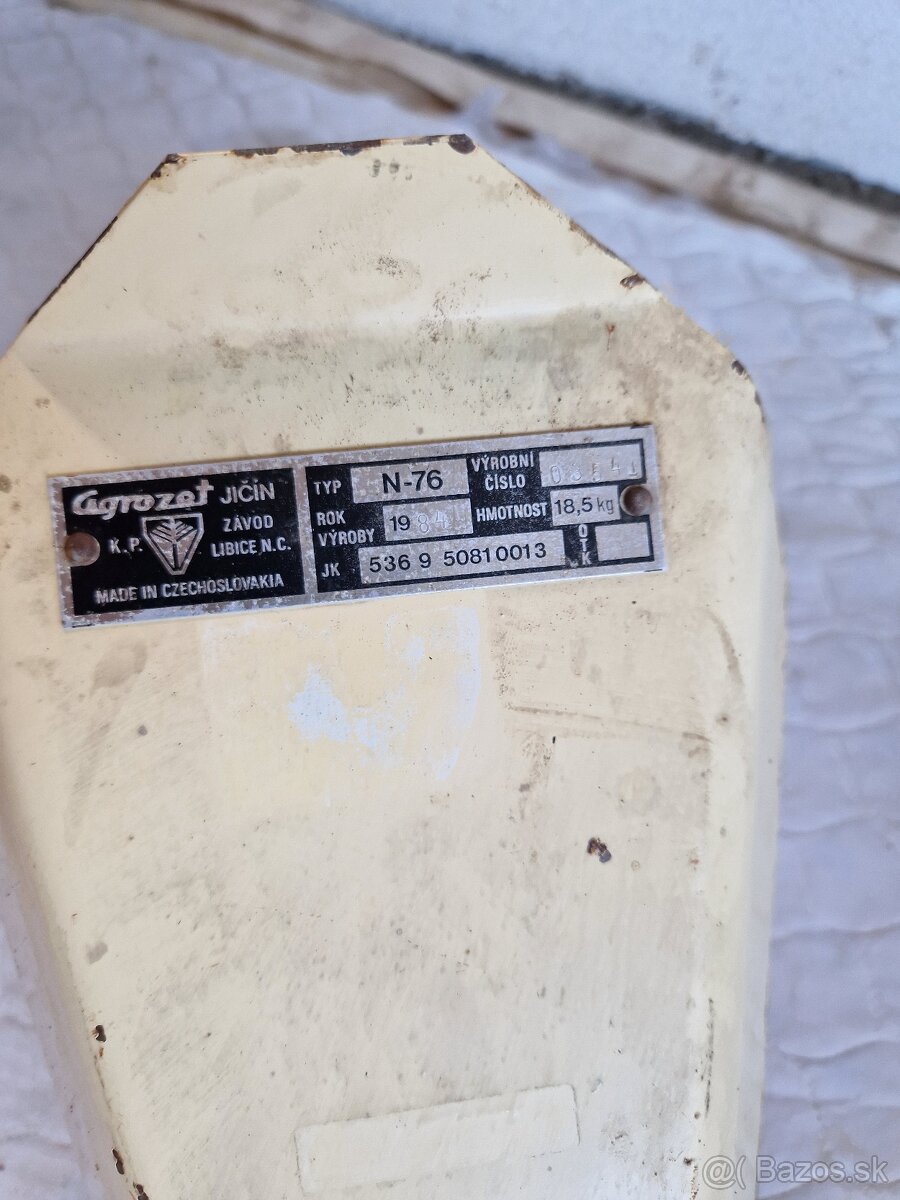 agrozet JIČÍN
K.P. ZÁVOD
LIBICE N.C.
MADE IN CZECHOSLOVAKIA
TYP N-76 VÝROBNÍ ČÍSLO
ROK VÝROBY 1984 HMOTNOST 18,5 kg
JK 536 9 50810013 OTK
@( Bazos.sk